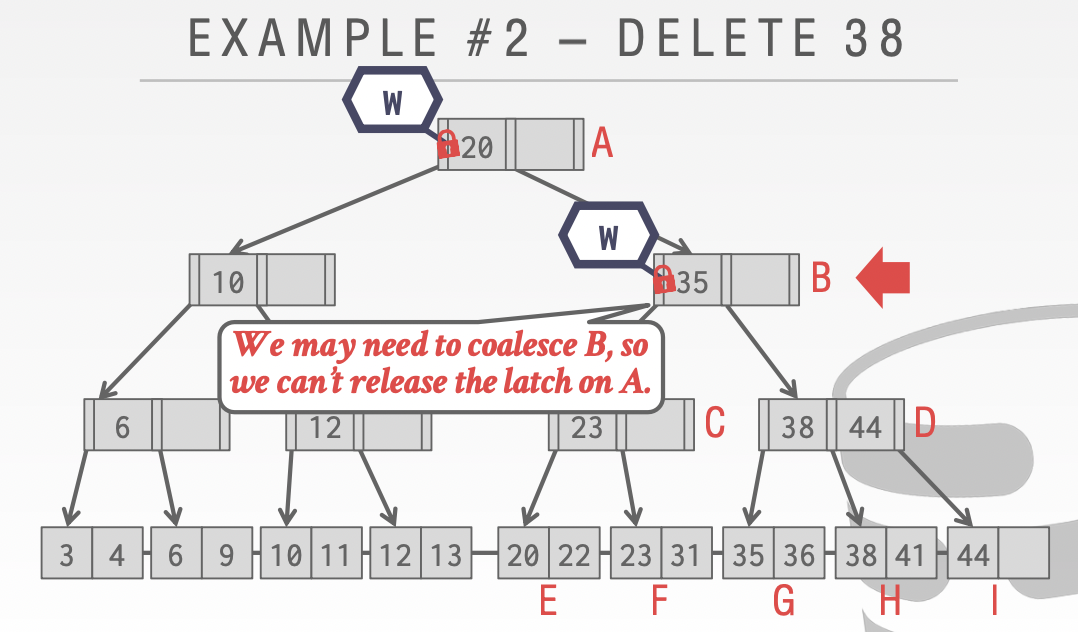 EXAMPLE #2 – DELETE 38
W
20 A
W
10
35 B
We may need to coalesce B, so
we can't release the latch on A.
6
12
23 C
38 44 D
3 4 6 9 10 11 12 13 20 22 23 31 35 36 38 41 44
E F G H I